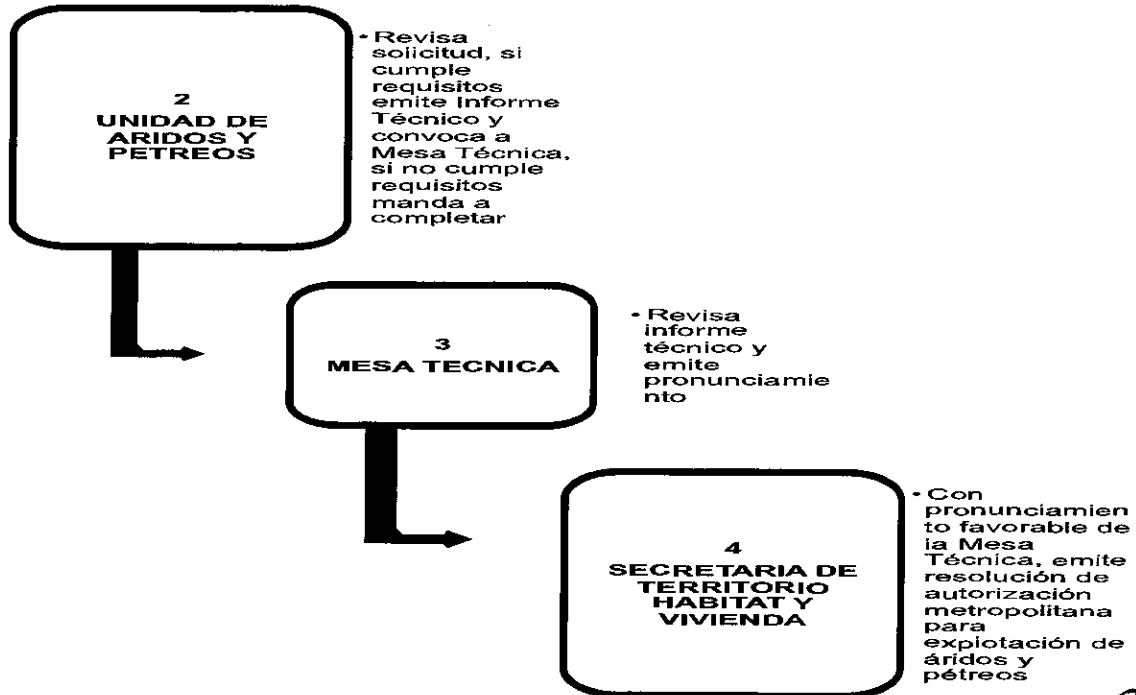 2
UNIDAD DE
ARIDOS Y
PETREOS
• Revisa
solicitud, si
cumple
requisitos
emite Informe
Técnico y
convoca a
Mesa Técnica,
si no cumple
requisitos
manda a
completar
3
MESA TECNICA
• Revisa
informe
técnico y
emite
pronunciamie
nto
4
SECRETARIA DE
TERRITORIO
HABITAT Y
VIVIENDA
• Con
pronunciamien
to favorable de
la Mesa
Técnica, emite
resolución de
autorización
metropolitana
para
explotación de
áridos y
pétreos